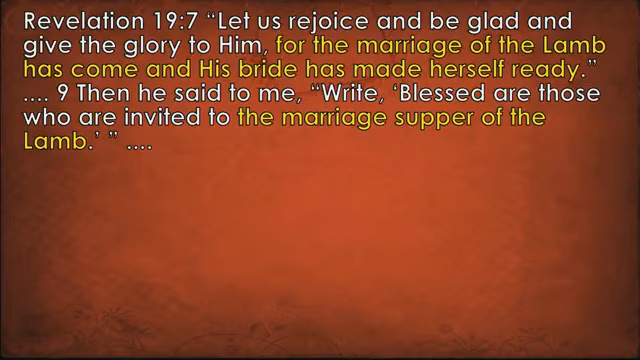 Revelation 19:7 “Let us rejoice and be glad and
give the glory to Him, for the marriage of the Lamb
has come and His bride has made herself ready.”
.... 9 Then he said to me, “Write, ‘Blessed are those
who are invited to the marriage supper of the
Lamb.’ ” ....